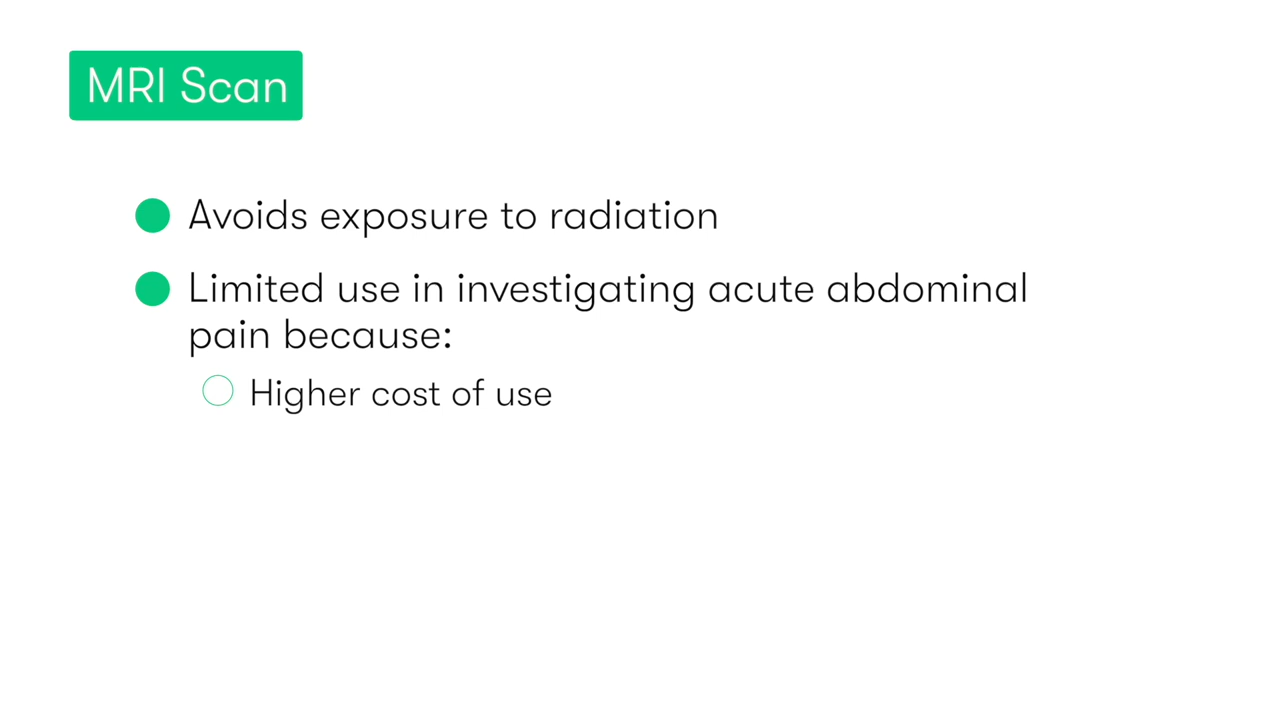 MRI Scan
Avoids exposure to radiation
Limited use in investigating acute abdominal
pain because:
Higher cost of use